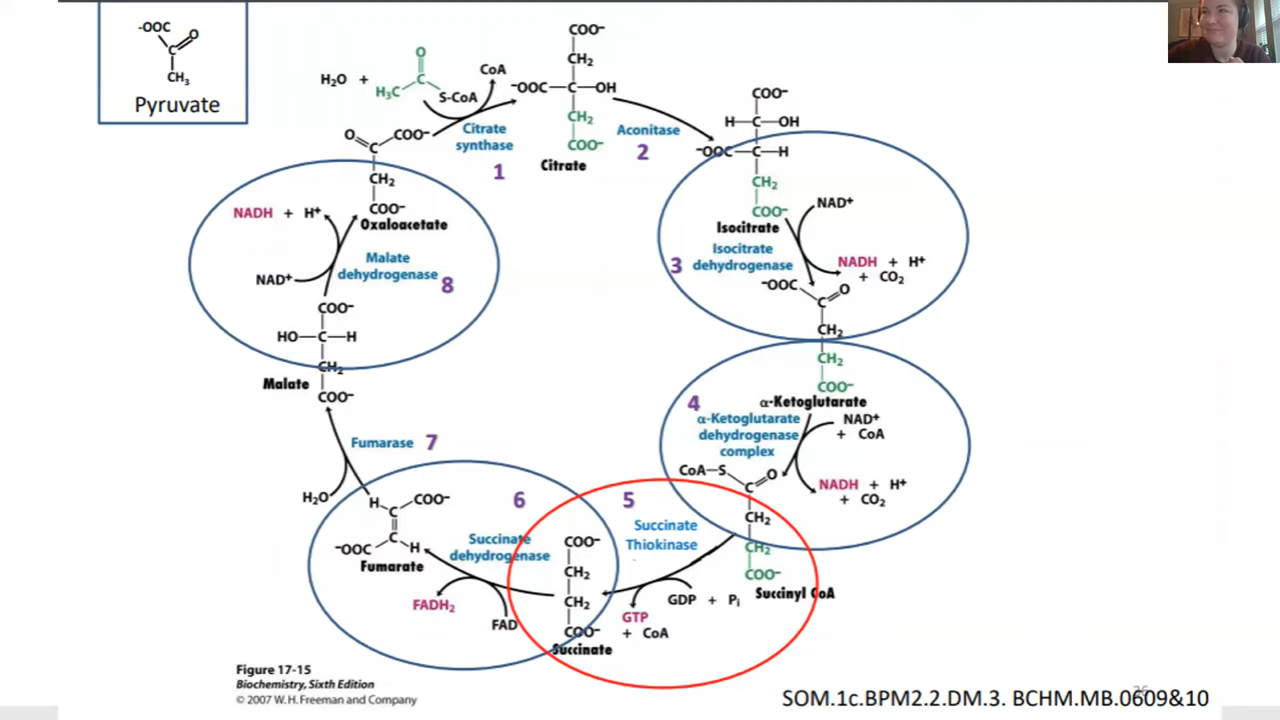 -OOC
O
C
CH₃
Pyruvate
H₂O +
O
H₃C
C
S-CoA
CoA
Citrate
synthase
1
COO⁻
CH₂
⁻OOC—C—OH
CH₂
COO⁻
Citrate
Aconitase
2
COO⁻
H—C—OH
⁻OOC—C—H
CH₂
COO⁻
Isocitrate
Isocitrate
3 dehydrogenase
NAD⁺
NADH + H⁺
+ CO₂
⁻OOC
C
O
CH₂
CH₂
COO⁻
α-Ketoglutarate
4
α-Ketoglutarate
dehydrogenase
complex
NAD⁺
+ CoA
NADH + H⁺
+ CO₂
CoA—S
C
O
CH₂
CH₂
COO⁻
Succinyl CoA
5
Succinate
Thiokinase
GDP + Pᵢ
GTP
+ CoA
COO⁻
CH₂
CH₂
COO⁻
Succinate
6
Succinate
dehydrogenase
FAD
FADH₂
H
C
COO⁻
⁻OOC
C
H
Fumarate
Fumarase 7
H₂O
COO⁻
HO—C—H
CH₂
COO⁻
Malate
Malate
dehydrogenase
8
NAD⁺
NADH + H⁺
O
C
COO⁻
CH₂
COO⁻
Oxaloacetate
Figure 17-15
Biochemistry, Sixth Edition
© 2007 W. H. Freeman and Company
26
SOM.1c.BPM2.2.DM.3. BCHM.MB.0609&10